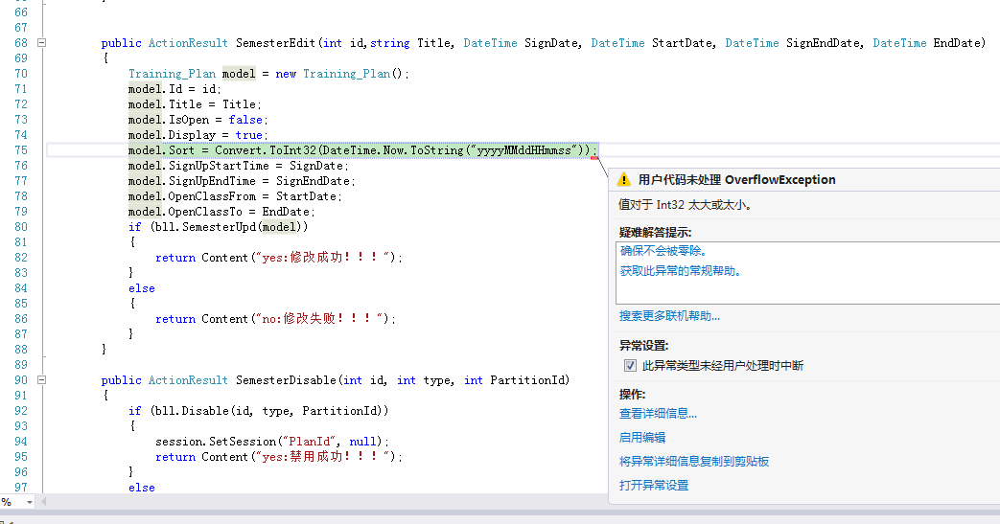 66
67
68 public ActionResult SemesterEdit(int id,string Title, DateTime SignDate, DateTime StartDate, DateTime SignEndDate, DateTime EndDate)
69 {
70 Training_Plan model = new Training_Plan();
71 model.Id = id;
72 model.Title = Title;
73 model.IsOpen = false;
74 model.Display = true;
75 model.Sort = Convert.ToInt32(DateTime.Now.ToString("yyyyMMddHHmmss"));
76 model.SignUpStartTime = SignDate;
77 model.SignUpEndTime = SignEndDate;
78 model.OpenClassFrom = StartDate;
79 model.OpenClassTo = EndDate;
80 if (bll.SemesterUpd(model))
81 {
82 return Content("yes:修改成功！！！");
83 }
84 else
85 {
86 return Content("no:修改失败！！！");
87 }
88 }
89
90 public ActionResult SemesterDisable(int id, int type, int PartitionId)
91 {
92 if (bll.Disable(id, type, PartitionId))
93 {
94 session.SetSession("PlanId", null);
95 return Content("yes:禁用成功！！！");
96 }
97 else
%
用户代码未处理 OverflowException
值对于 Int32 太大或太小。
疑难解答提示:
确保不会被零除。
获取此异常的常规帮助。
搜索更多联机帮助...
异常设置:
此异常类型未经用户处理时中断
操作:
查看详细信息...
启用编辑
将异常详细信息复制到剪贴板
打开异常设置